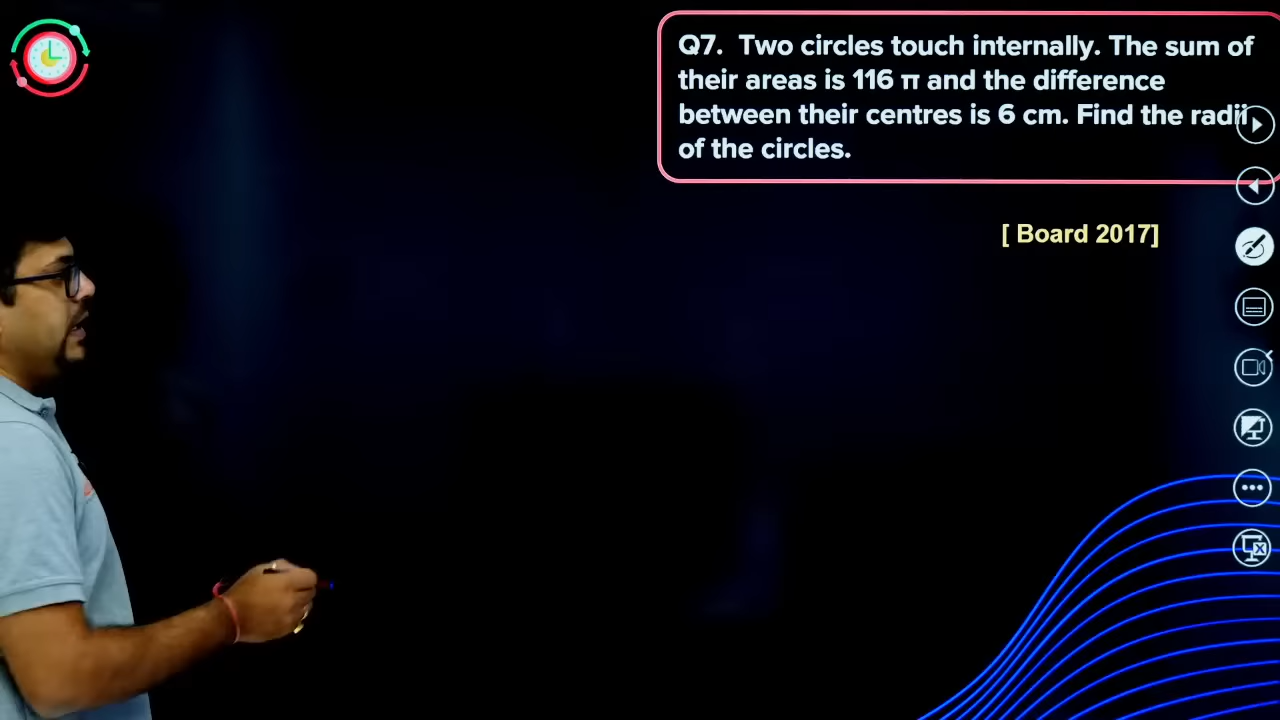 Q7. Two circles touch internally. The sum of
their areas is 116 π and the difference
between their centres is 6 cm. Find the radii
of the circles.
[ Board 2017]